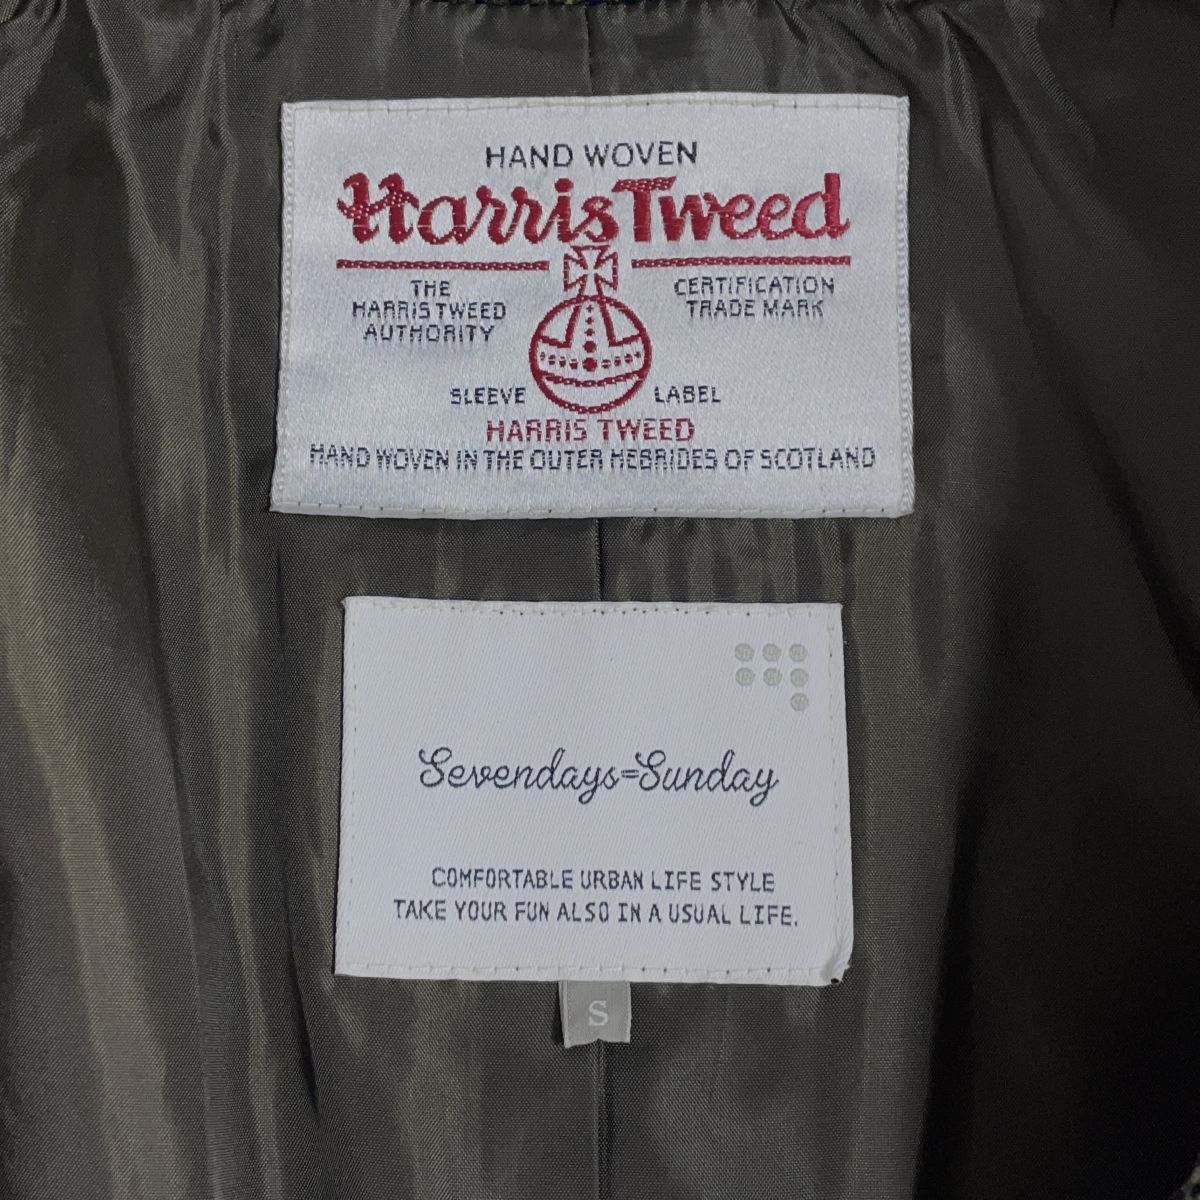 HAND WOVEN
Harris Tweed
THE
HARRIS TWEED
AUTHORITY
CERTIFICATION
TRADE MARK
SLEEVE LABEL
HARRIS TWEED
HAND WOVEN IN THE OUTER HEBRIDES OF SCOTLAND
Sevendays=Sunday
COMFORTABLE URBAN LIFE STYLE
TAKE YOUR FUN ALSO IN A USUAL LIFE.
S